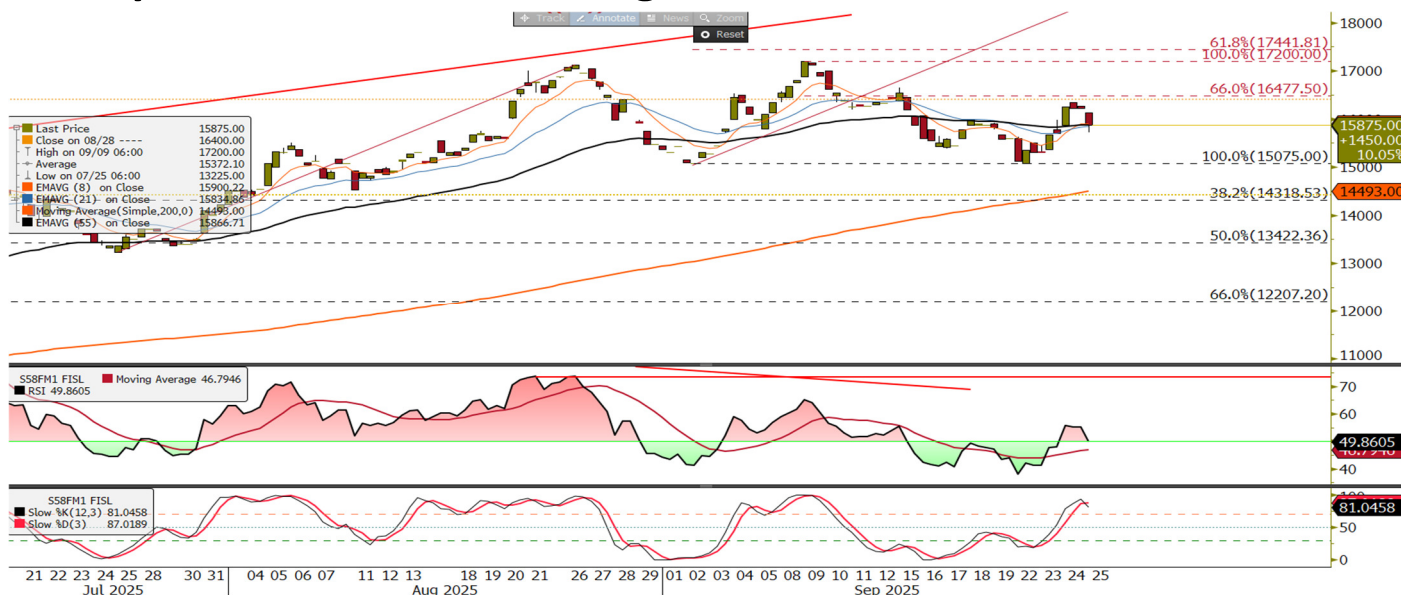 Track Annotate News Zoom
Reset
18000
61.8%(17441.81)
100.0%(17200.00)
17000
66.0%(16477.50)
Last Price 15875.00
Close on 08/28 ---- 16400.00
High on 09/09 06:00 17200.00
Average 15372.10
Low on 07/25 06:00 13225.00
EMAVG (8) on Close 15900.22
EMAVG (21) on Close 15834.86
Moving Average(Simple,200,0) 14493.00
EMAVG (55) on Close 15866.71
15875.00
+1450.00
10.05%
100.0%(15075.00)
14493.00
38.2%(14318.53)
14000
50.0%(13422.36)
13000
66.0%(12207.20)
12000
11000
S58FM1 FISL Moving Average 46.7946
RSI 49.8605
70
60
49.8605
46.7946
40
S58FM1 FISL
Slow %K(12,3) 81.0458
Slow %D(3) 87.0189
100
81.0458
50
0
21 22 23 24 25 28 30 31 04 05 06 07 11 12 13 18 19 20 21 26 27 28 29 01 02 03 04 05 08 09 10 11 12 15 16 17 18 19 22 23 24 25
Jul 2025 Aug 2025 Sep 2025